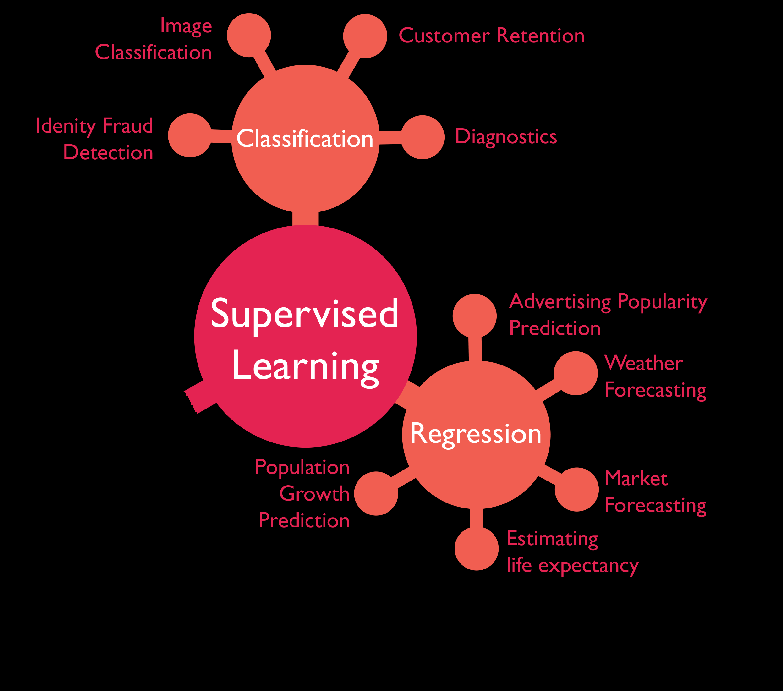 Image
Classification
Customer Retention
Idenity Fraud
Detection
Classification
Diagnostics
Supervised
Learning
Advertising Popularity
Prediction
Weather
Forecasting
Regression
Population
Growth
Prediction
Market
Forecasting
Estimating
life expectancy